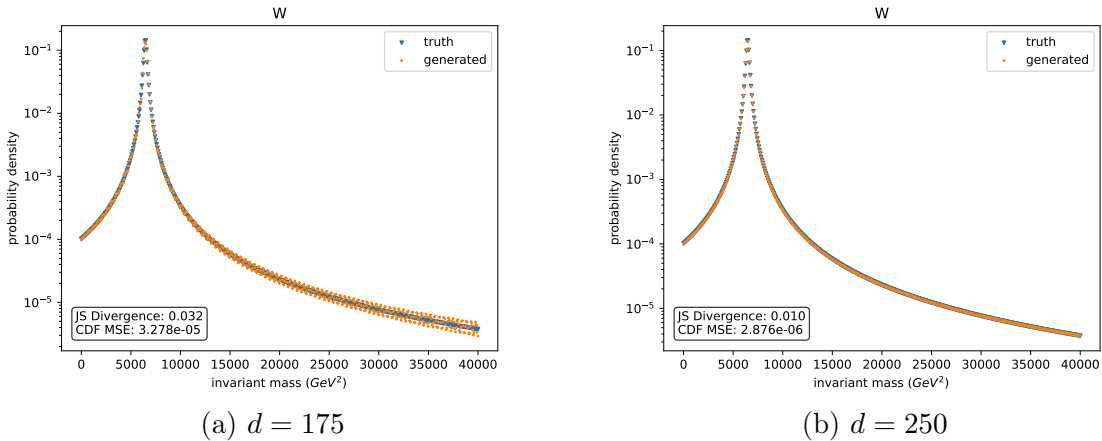 W
10⁻¹
10⁻²
10⁻³
10⁻⁴
10⁻⁵
probability density
truth
generated
JS Divergence: 0.032
CDF MSE: 3.278e-05
0 5000 10000 15000 20000 25000 30000 35000 40000
invariant mass (GeV²)
(a) d = 175
W
10⁻¹
10⁻²
10⁻³
10⁻⁴
10⁻⁵
probability density
truth
generated
JS Divergence: 0.010
CDF MSE: 2.876e-06
0 5000 10000 15000 20000 25000 30000 35000 40000
invariant mass (GeV²)
(b) d = 250